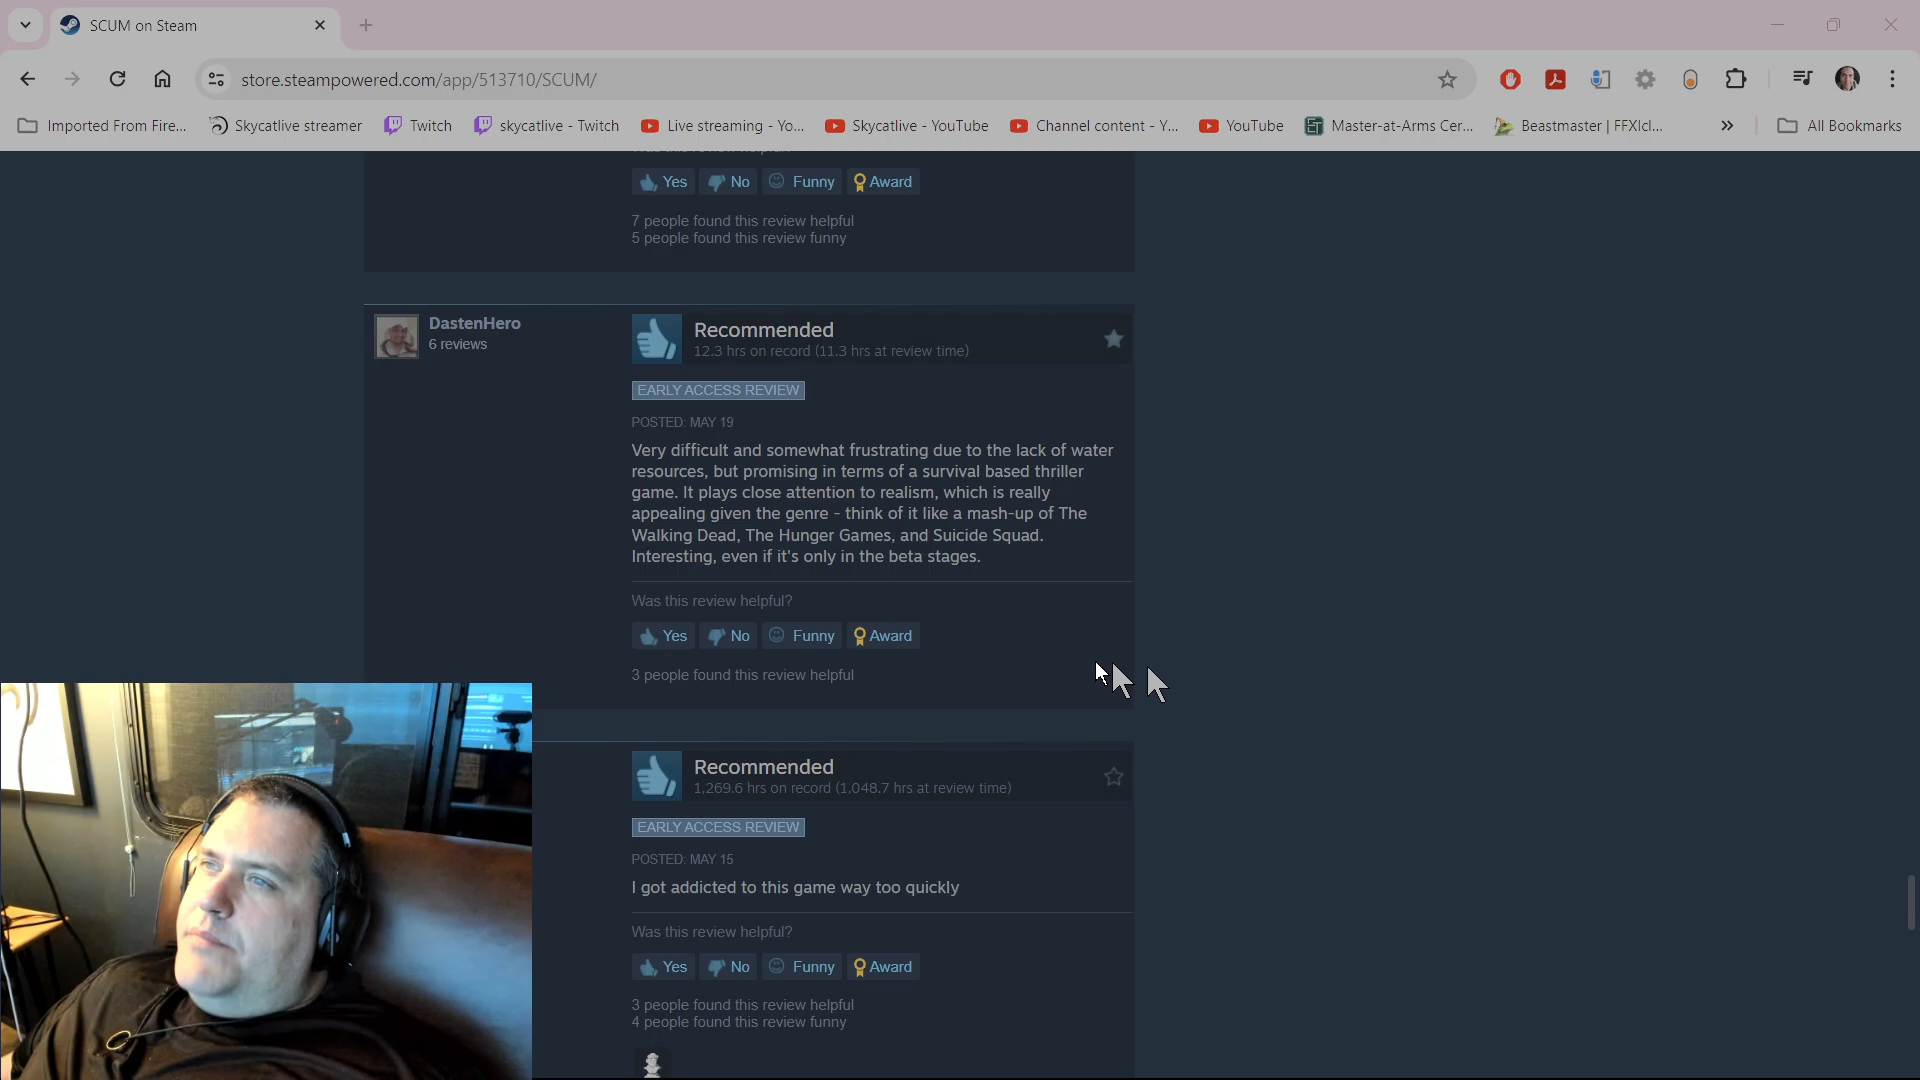 SCUM on Steam
store.steampowered.com/app/513710/SCUM/
Imported From Fire...
Skycatlive streamer
Twitch
skycatlive - Twitch
Live streaming - Yo...
Skycatlive - YouTube
Channel content - Y...
YouTube
Master-at-Arms Cer...
Beastmaster | FFXIcl...
All Bookmarks
Yes
No
Funny
Award
7 people found this review helpful
5 people found this review funny
DastenHero
6 reviews
Recommended
12.3 hrs on record (11.3 hrs at review time)
EARLY ACCESS REVIEW
POSTED: MAY 19
Very difficult and somewhat frustrating due to the lack of water
resources, but promising in terms of a survival based thriller
game. It plays close attention to realism, which is really
appealing given the genre - think of it like a mash-up of The
Walking Dead, The Hunger Games, and Suicide Squad.
Interesting, even if it's only in the beta stages.
Was this review helpful?
Yes
No
Funny
Award
3 people found this review helpful
Recommended
1,269.6 hrs on record (1,048.7 hrs at review time)
EARLY ACCESS REVIEW
POSTED: MAY 15
I got addicted to this game way too quickly
Was this review helpful?
Yes
No
Funny
Award
3 people found this review helpful
4 people found this review funny